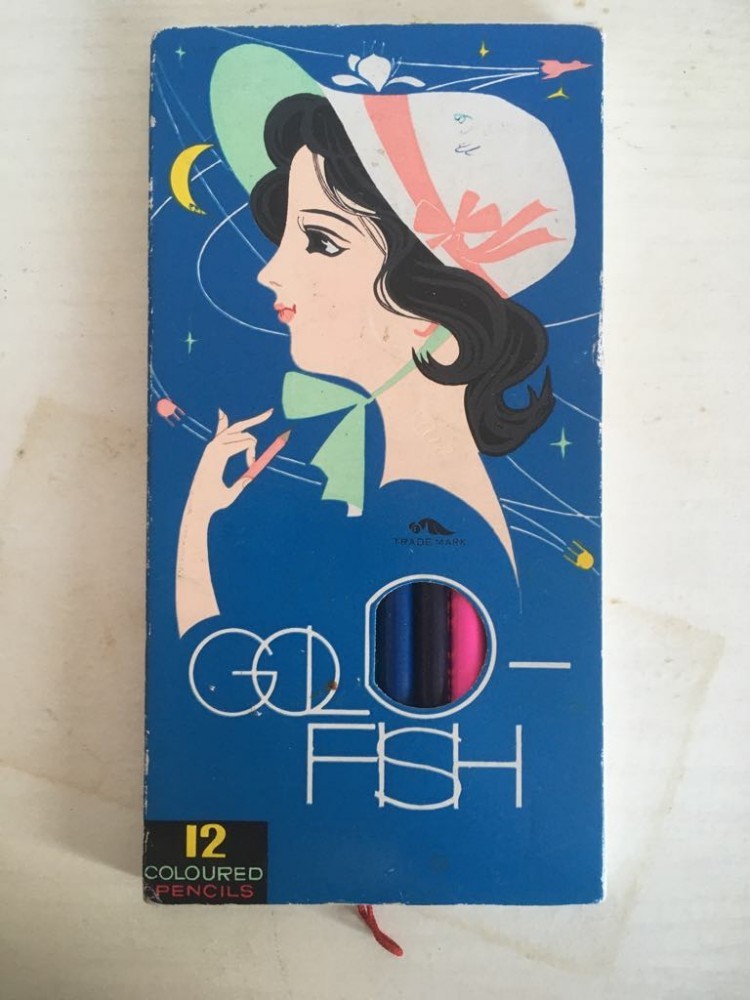 TRADE MARK
GOLD-
FISH
12
COLOURED
PENCILS